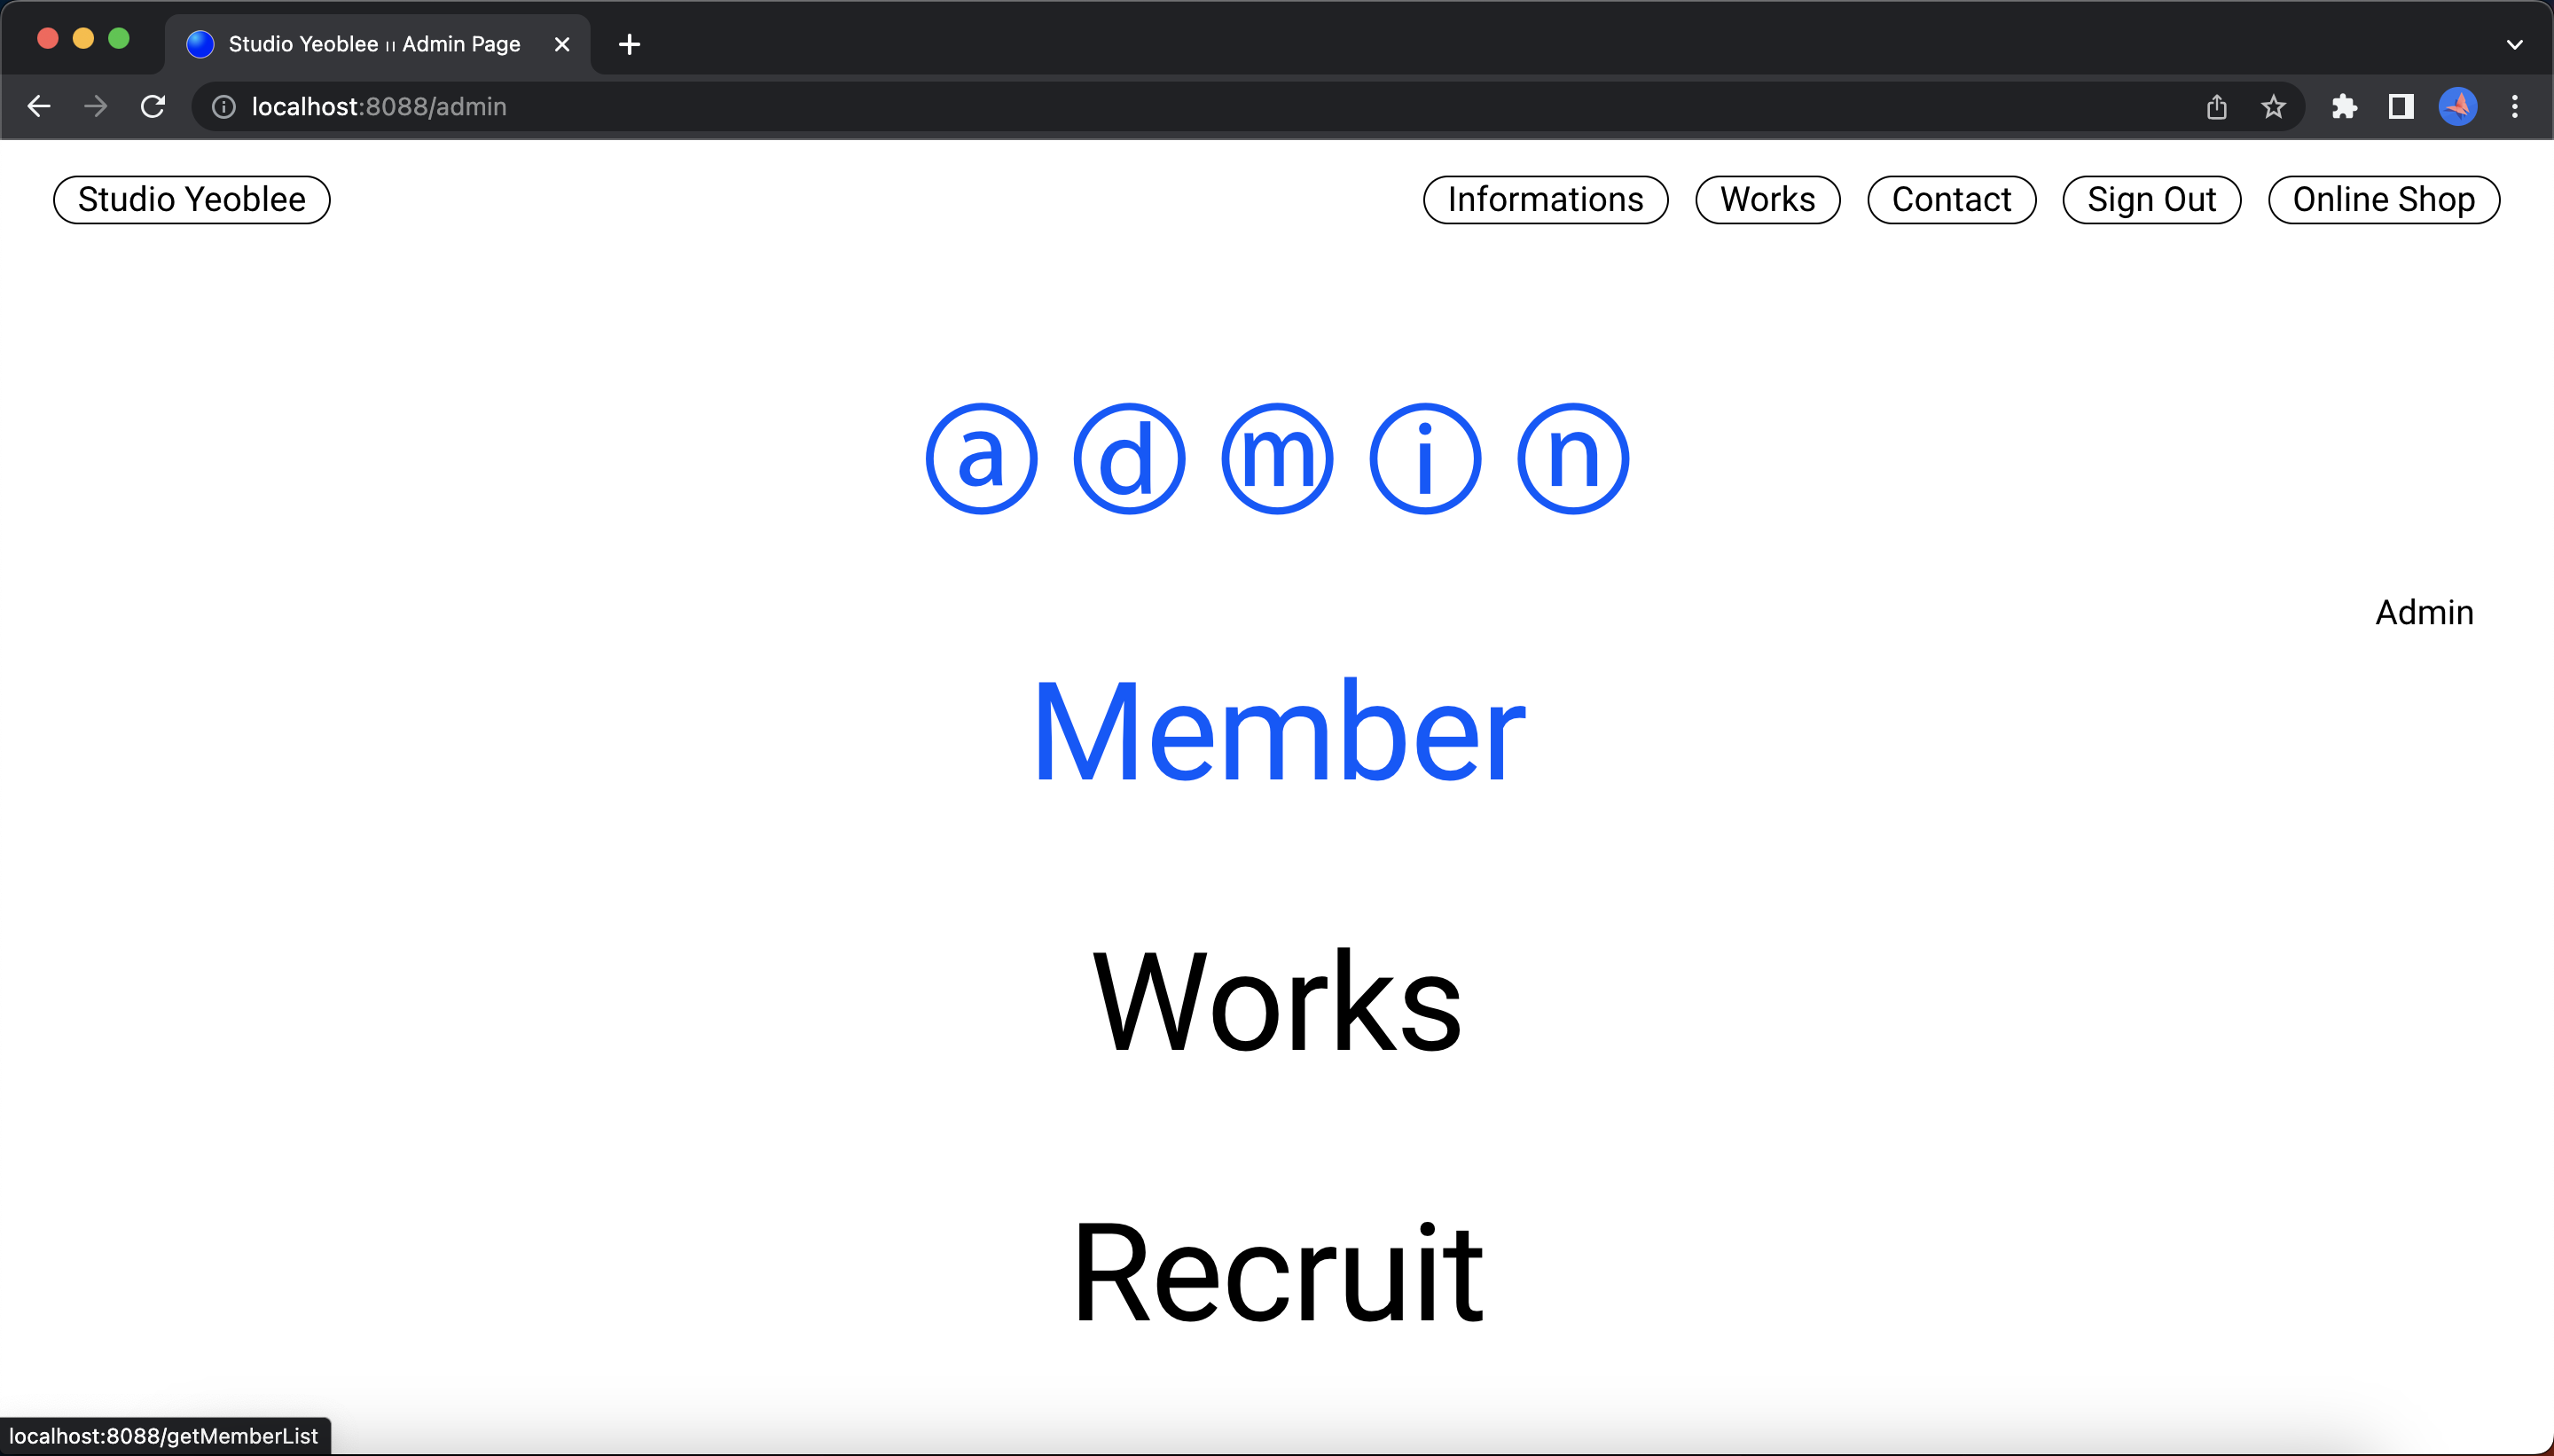 Studio Yeoblee ıı Admin Page
localhost:8088/admin
Studio Yeoblee
Informations
Works
Contact
Sign Out
Online Shop
ⓐ ⓓ ⓜ ⓘ ⓝ
Admin
Member
Works
Recruit
localhost:8088/getMemberList